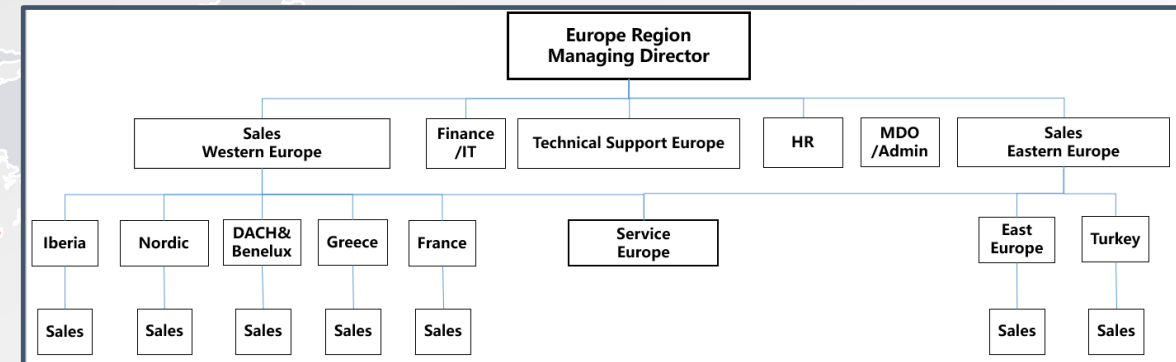 Europe Region
Managing Director
Sales
Western Europe
Finance
/IT
Technical Support Europe
HR
MDO
/Admin
Sales
Eastern Europe
Iberia
Nordic
DACH&
Benelux
Greece
France
Service
Europe
East
Europe
Turkey
Sales
Sales
Sales
Sales
Sales
Sales
Sales